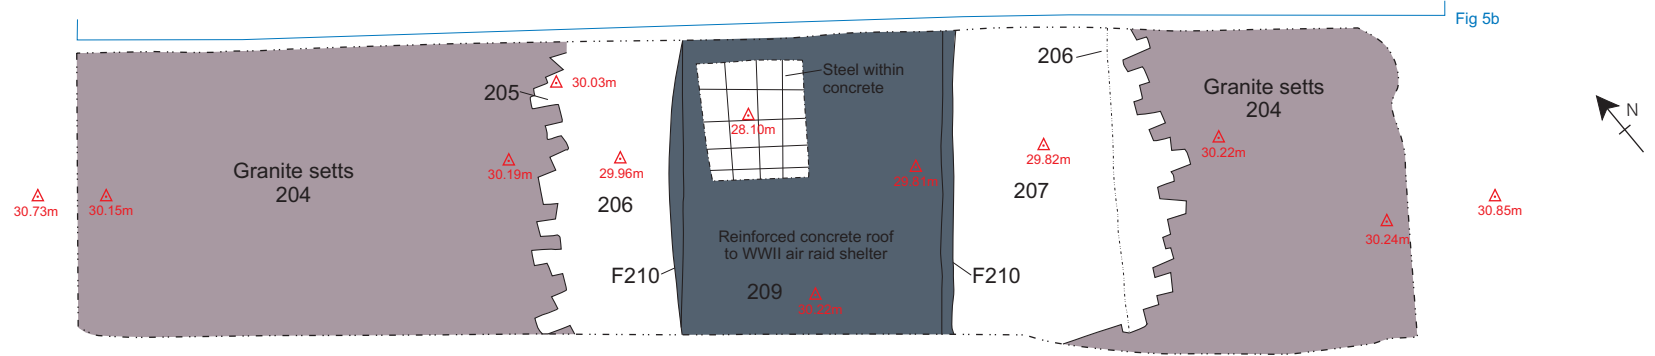 Fig 5b
206
Steel within
concrete
30.03m
205
Granite setts
204
N
28.10m
30.22m
29.82m
30.19m
29.96m
Granite setts
204
207
206
30.73m
30.15m
30.85m
30.24m
Reinforced concrete roof
to WWII air raid shelter
F210
F210
209
30.22m